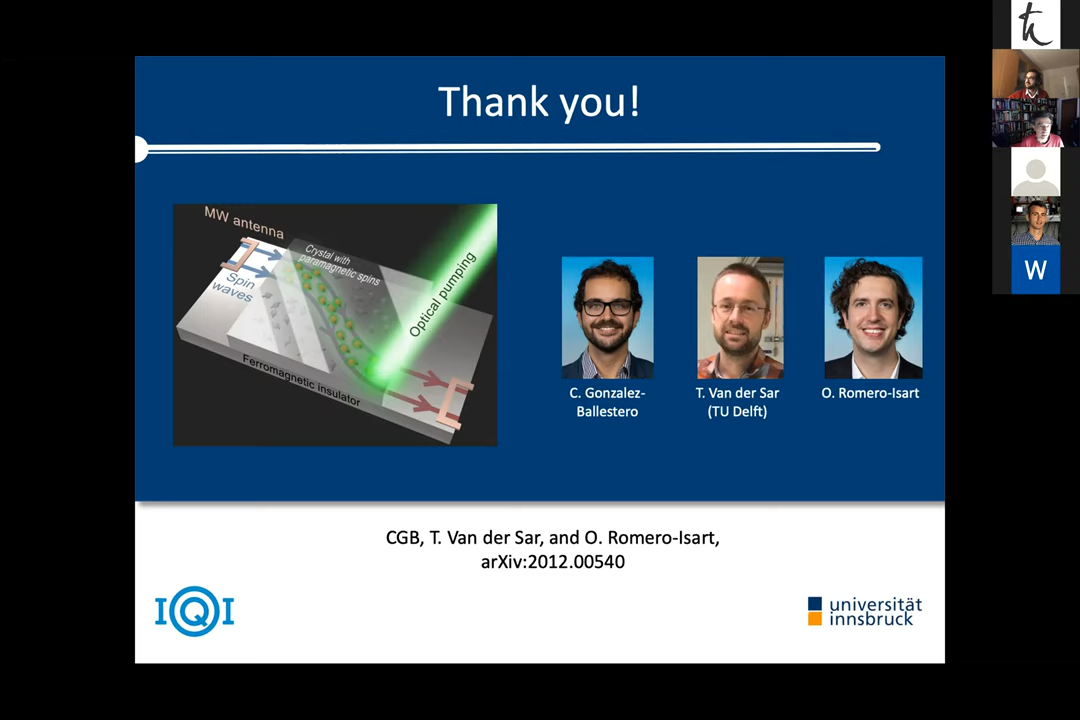 Thank you!
MW antenna
Crystal with
paramagnetic spins
Spin
waves
Optical pumping
Ferromagnetic insulator
C. Gonzalez-
Ballestero
T. Van der Sar
(TU Delft)
O. Romero-Isart
CGB, T. Van der Sar, and O. Romero-Isart,
arXiv:2012.00540
IQI
universität
innsbruck
W